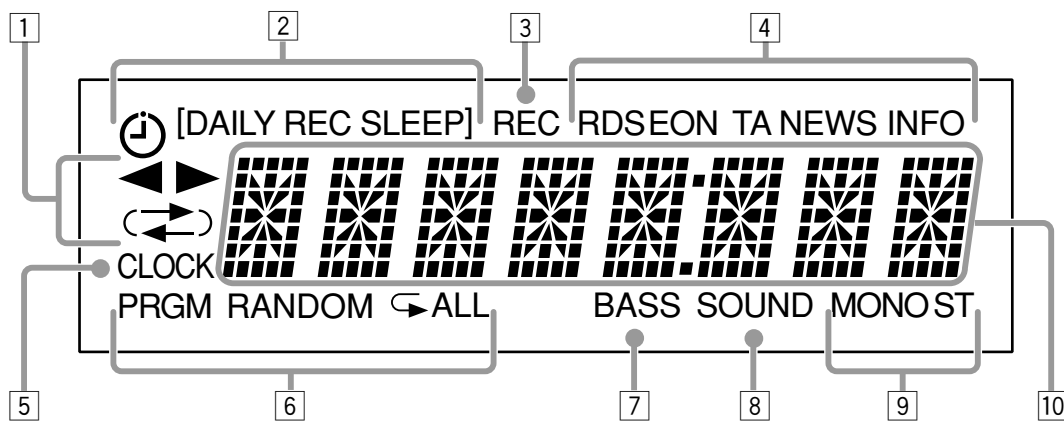 1 2 3 4
[DAILY REC SLEEP] REC RDS EON TA NEWS INFO
CLOCK
PRGM RANDOM ALL BASS SOUND MONO ST
5 6 7 8 9 10